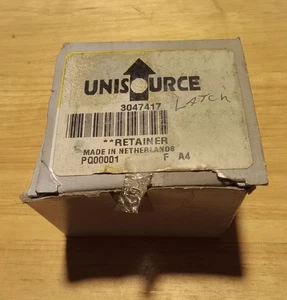 UNISOURCE
3047417
LATCH
**RETAINER
MADE IN NETHERLANDS
PQ00001 F A4